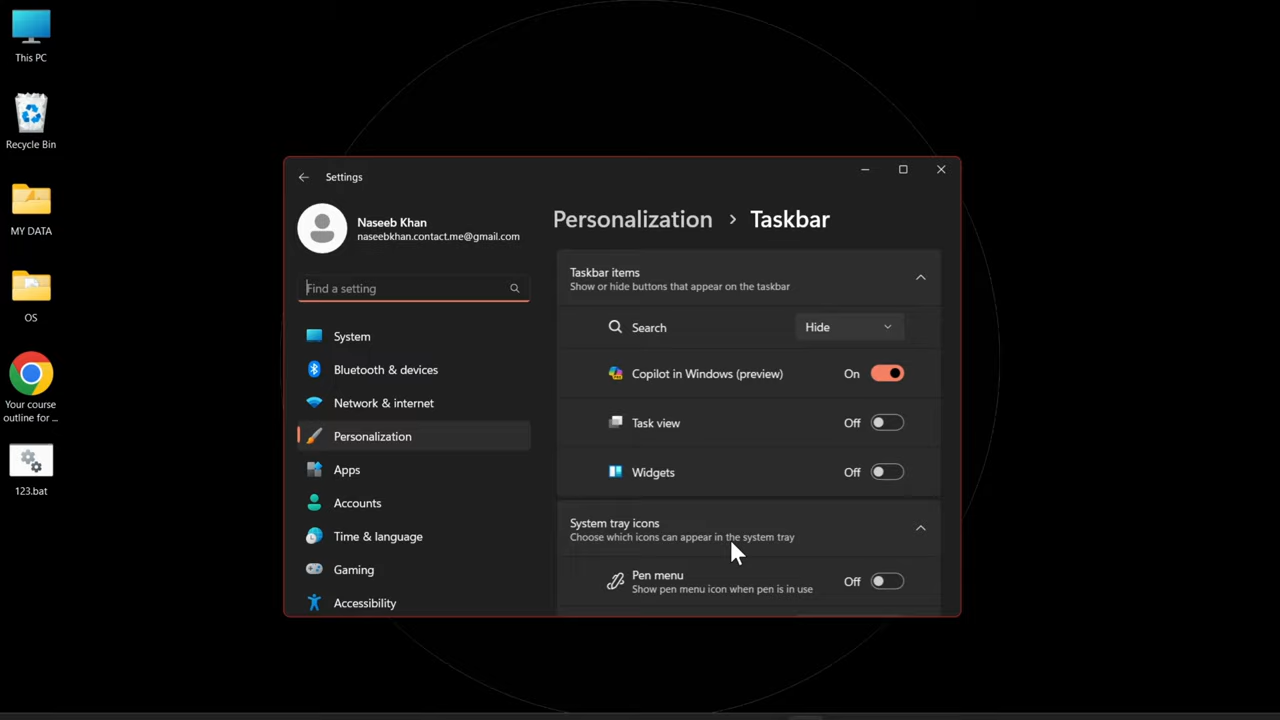 This PC
Recycle Bin
MY DATA
OS
Your course
outline for ...
123.bat
Settings
Naseeb Khan
naseebkhan.contact.me@gmail.com
Find a setting
System
Bluetooth & devices
Network & internet
Personalization
Apps
Accounts
Time & language
Gaming
Accessibility
Personalization › Taskbar
Taskbar items
Show or hide buttons that appear on the taskbar
Search Hide
Copilot in Windows (preview) On
Task view Off
Widgets Off
System tray icons
Choose which icons can appear in the system tray
Pen menu
Show pen menu icon when pen is in use
Off